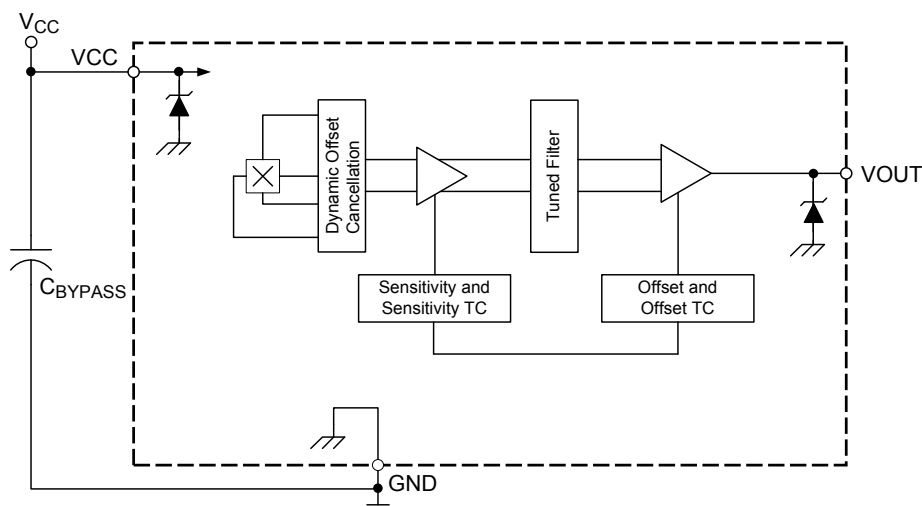 VCC
VCC
Dynamic Offset
Cancellation
Tuned Filter
VOUT
CBYPASS
Sensitivity and
Sensitivity TC
Offset and
Offset TC
GND